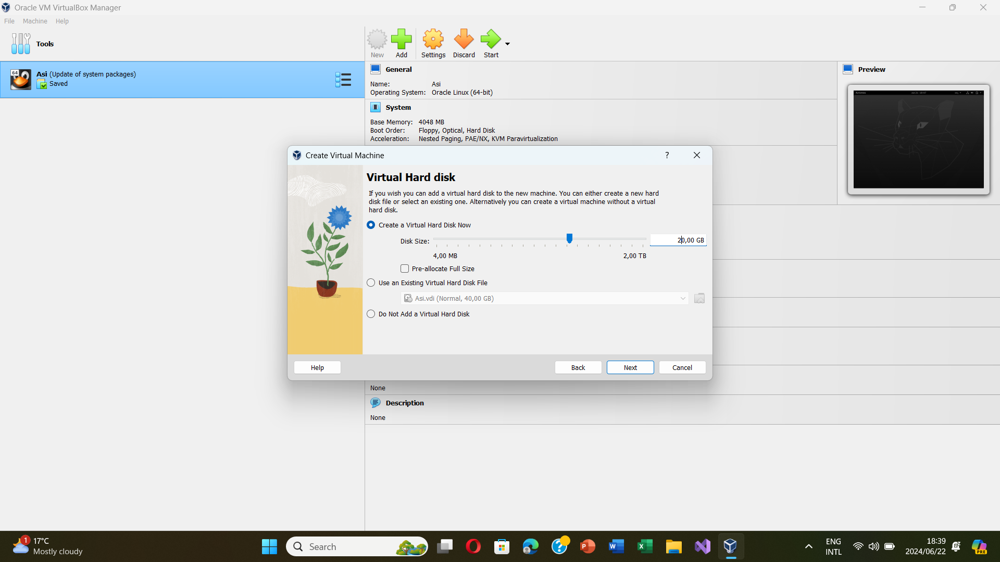 Oracle VM VirtualBox Manager
File Machine Help
Tools
New Add Settings Discard Start
64
Asi (Update of system packages)
Saved
General
Name: Asi
Operating System: Oracle Linux (64-bit)
System
Base Memory: 4048 MB
Boot Order: Floppy, Optical, Hard Disk
Acceleration: Nested Paging, PAE/NX, KVM Paravirtualization
Preview
Activities
Create Virtual Machine
?
Virtual Hard disk
If you wish you can add a virtual hard disk to the new machine. You can either create a new hard
disk file or select an existing one. Alternatively you can create a virtual machine without a virtual
hard disk.
Create a Virtual Hard Disk Now
Disk Size: 20,00 GB
4,00 MB 2,00 TB
Pre-allocate Full Size
Use an Existing Virtual Hard Disk File
Asi.vdi (Normal, 40,00 GB)
Do Not Add a Virtual Hard Disk
Help Back Next Cancel
None
Description
None
1
17°C
Mostly cloudy
Search
ENG
INTL
18:39
2024/06/22
PRE